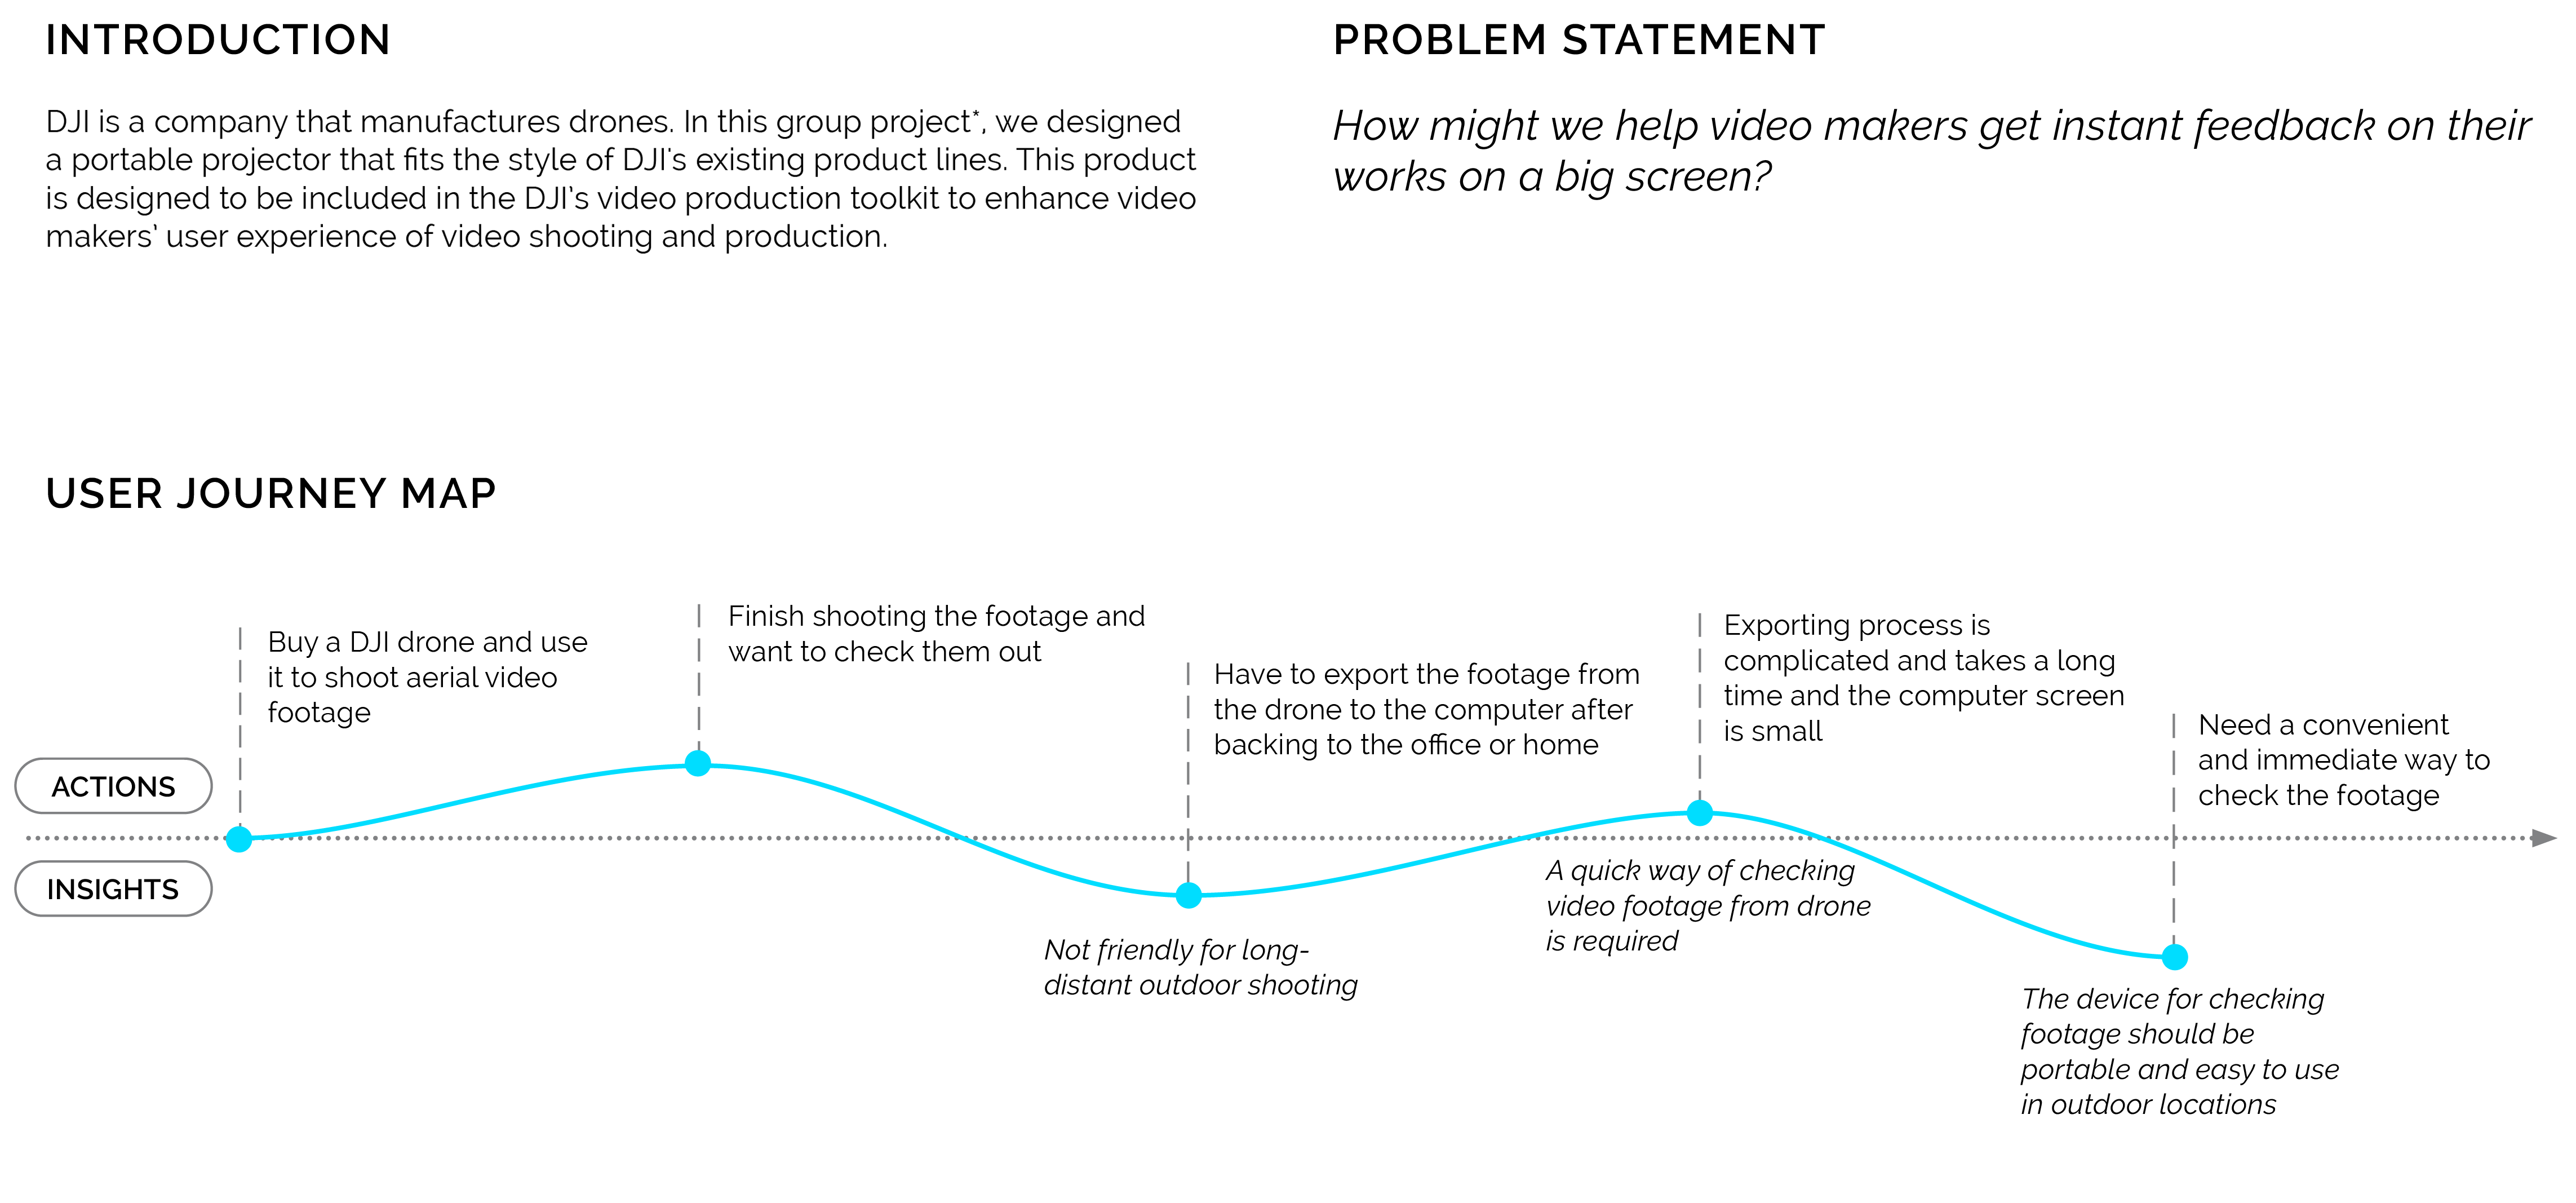 INTRODUCTION
DJI is a company that manufactures drones. In this group project*, we designed
a portable projector that fits the style of DJI's existing product lines. This product
is designed to be included in the DJI's video production toolkit to enhance video
makers' user experience of video shooting and production.
PROBLEM STATEMENT
How might we help video makers get instant feedback on their
works on a big screen?
USER JOURNEY MAP
ACTIONS
INSIGHTS
Buy a DJI drone and use
it to shoot aerial video
footage
Finish shooting the footage and
want to check them out
Have to export the footage from
the drone to the computer after
backing to the office or home
Not friendly for long-
distant outdoor shooting
Exporting process is
complicated and takes a long
time and the computer screen
is small
A quick way of checking
video footage from drone
is required
Need a convenient
and immediate way to
check the footage
The device for checking
footage should be
portable and easy to use
in outdoor locations